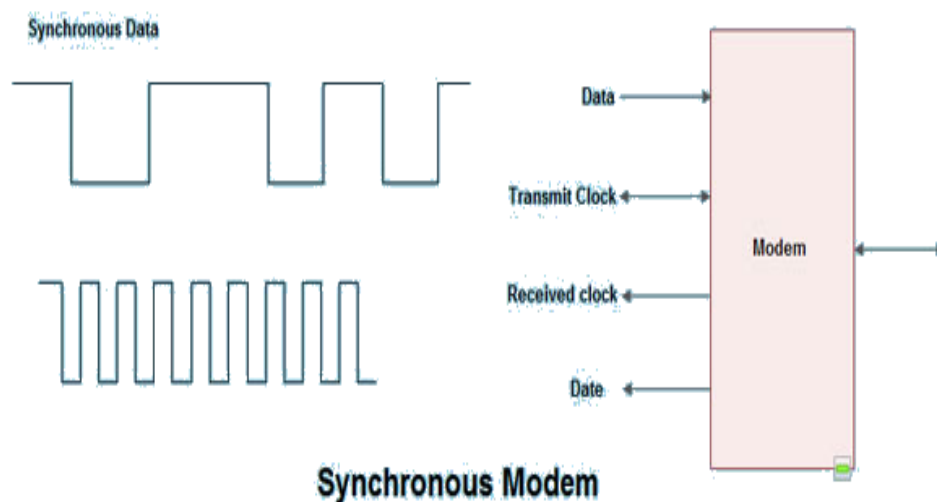 Synchronous Data
Data
Transmit Clock
Modem
Received clock
Date
Synchronous Modem